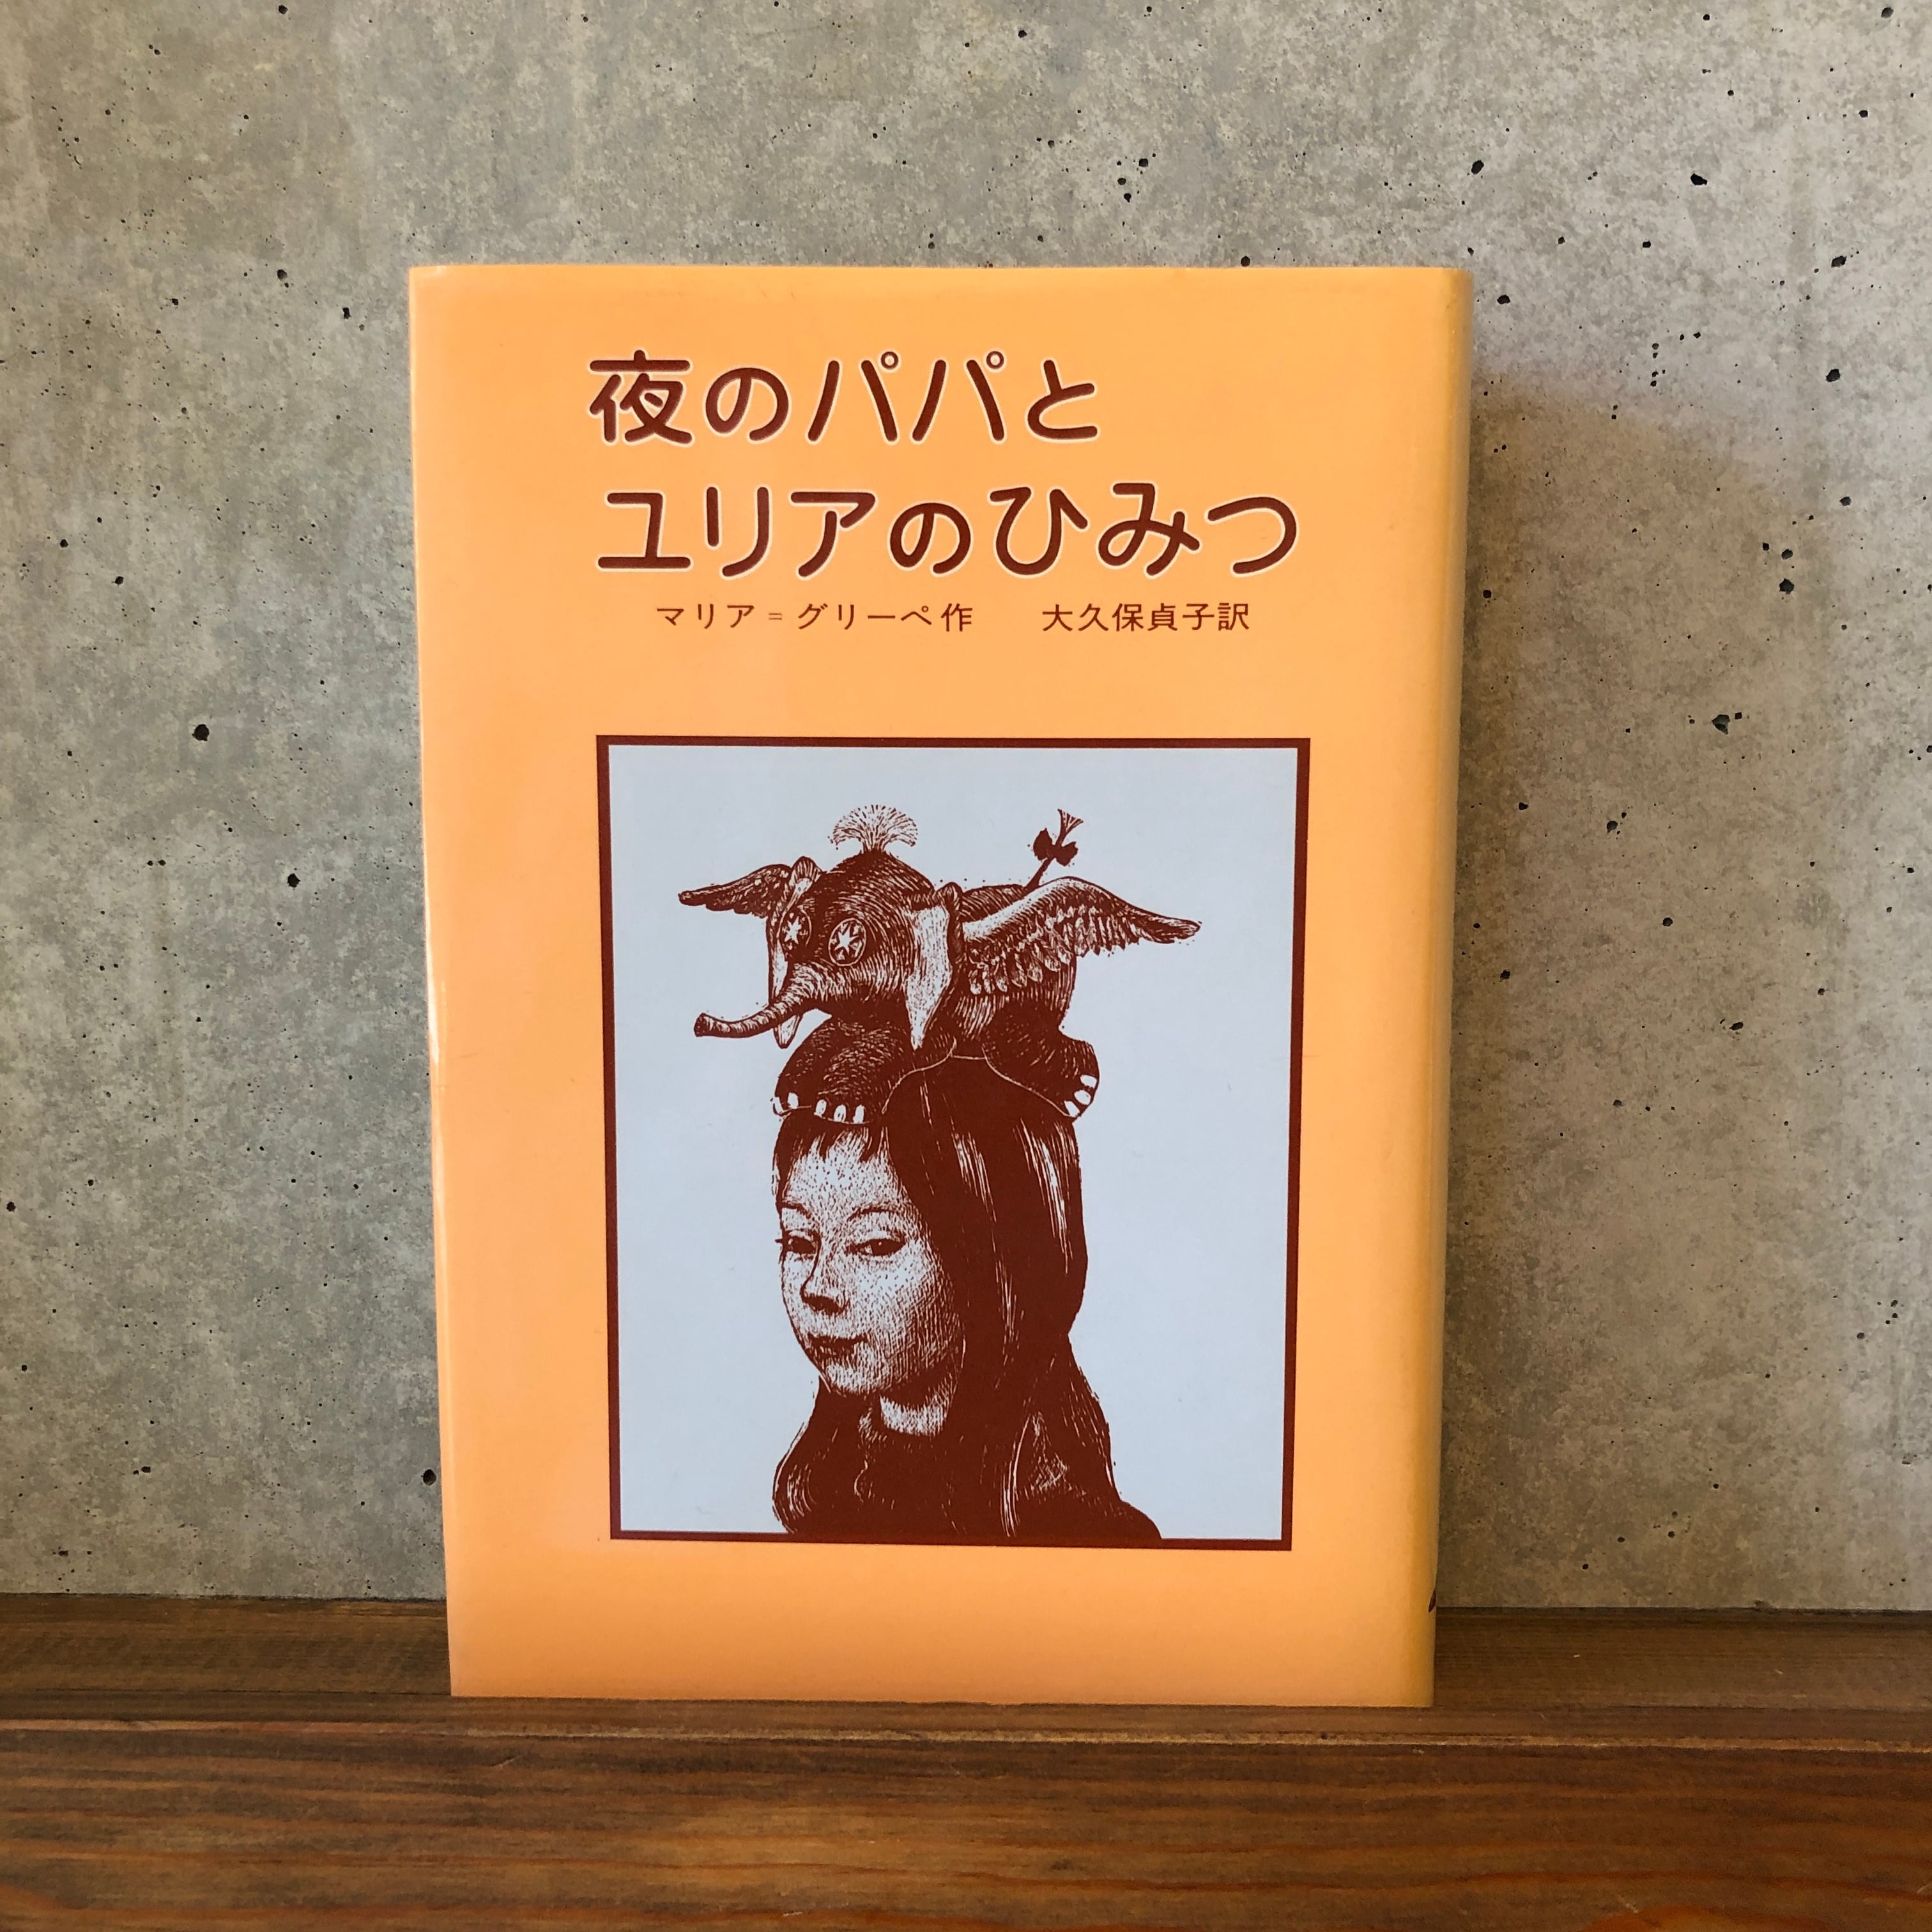 夜のパパと
ユリアのひみつ
マリア=グリーペ作　大久保貞子訳